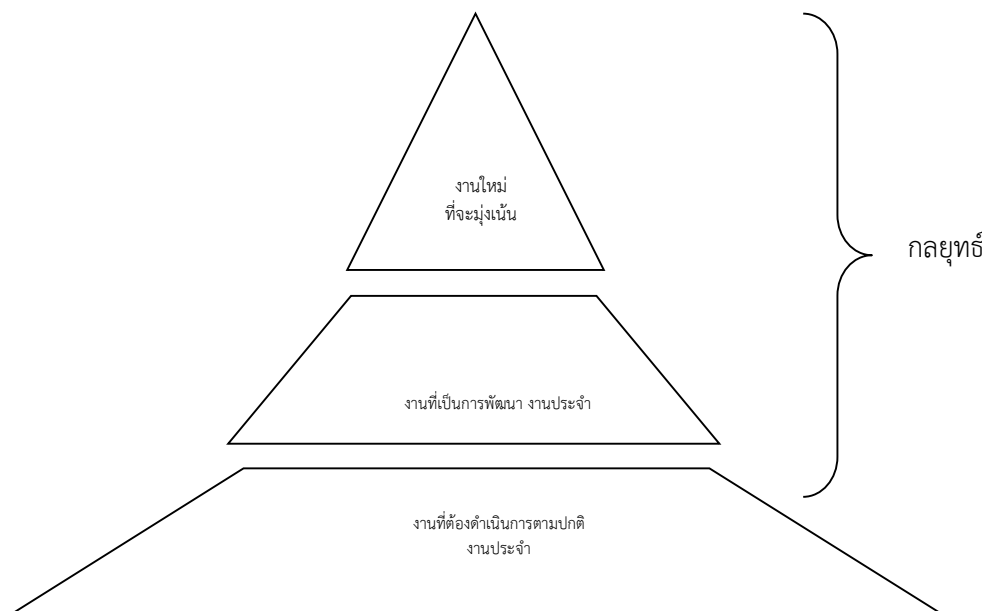 งานใหม่
ที่จะมุ่งเน้น
กลยุทธ์
งานที่เป็นการพัฒนา งานประจำ
งานที่ต้องดำเนินการตามปกติ
งานประจำ